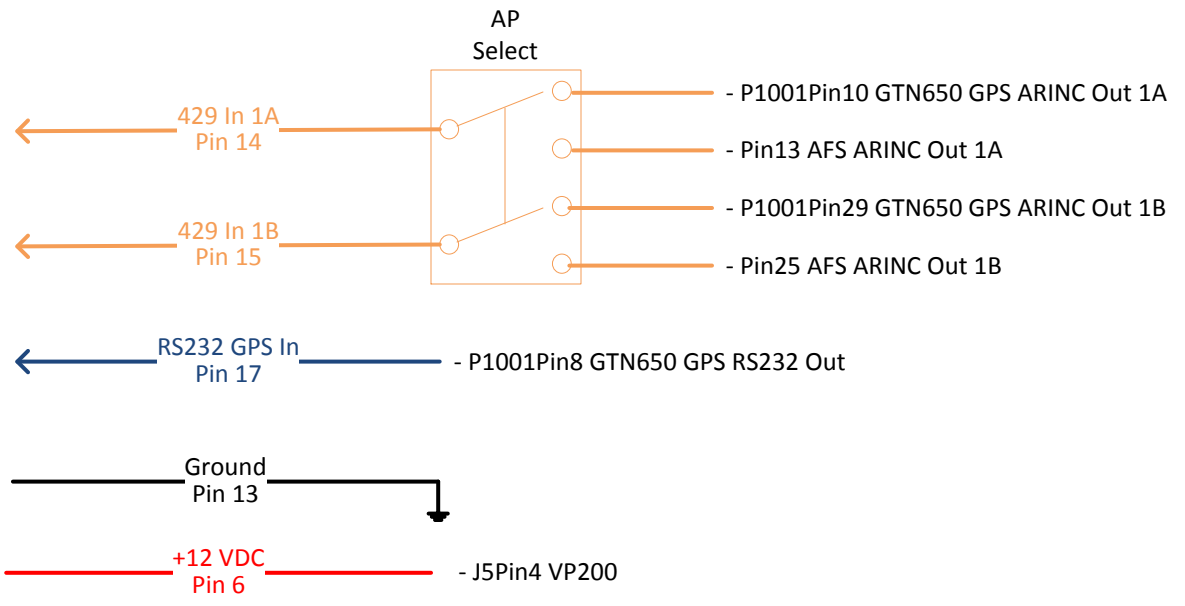 AP
Select
429 In 1A
Pin 14
- P1001Pin10 GTN650 GPS ARINC Out 1A
- Pin13 AFS ARINC Out 1A
- P1001Pin29 GTN650 GPS ARINC Out 1B
429 In 1B
Pin 15
- Pin25 AFS ARINC Out 1B
RS232 GPS In
Pin 17
- P1001Pin8 GTN650 GPS RS232 Out
Ground
Pin 13
+12 VDC
Pin 6
- J5Pin4 VP200